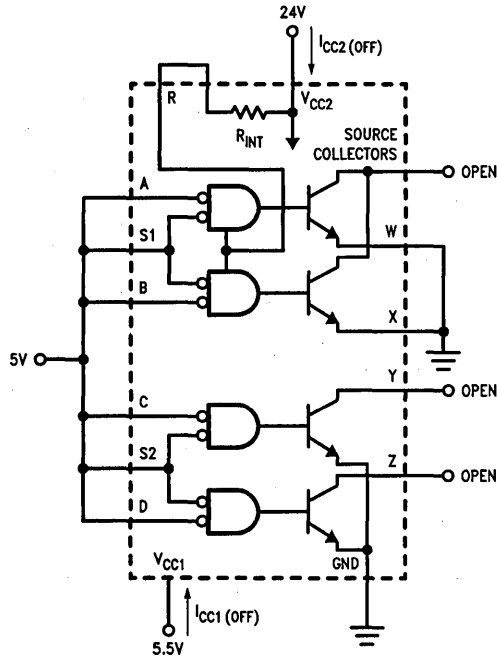 24V
ICC2 (OFF)
R
VCC2
RINT
SOURCE
COLLECTORS
OPEN
A
W
S1
B
X
5V
Y
C
OPEN
S2
Z
OPEN
D
VCC1
GND
ICC1 (OFF)
5.5V